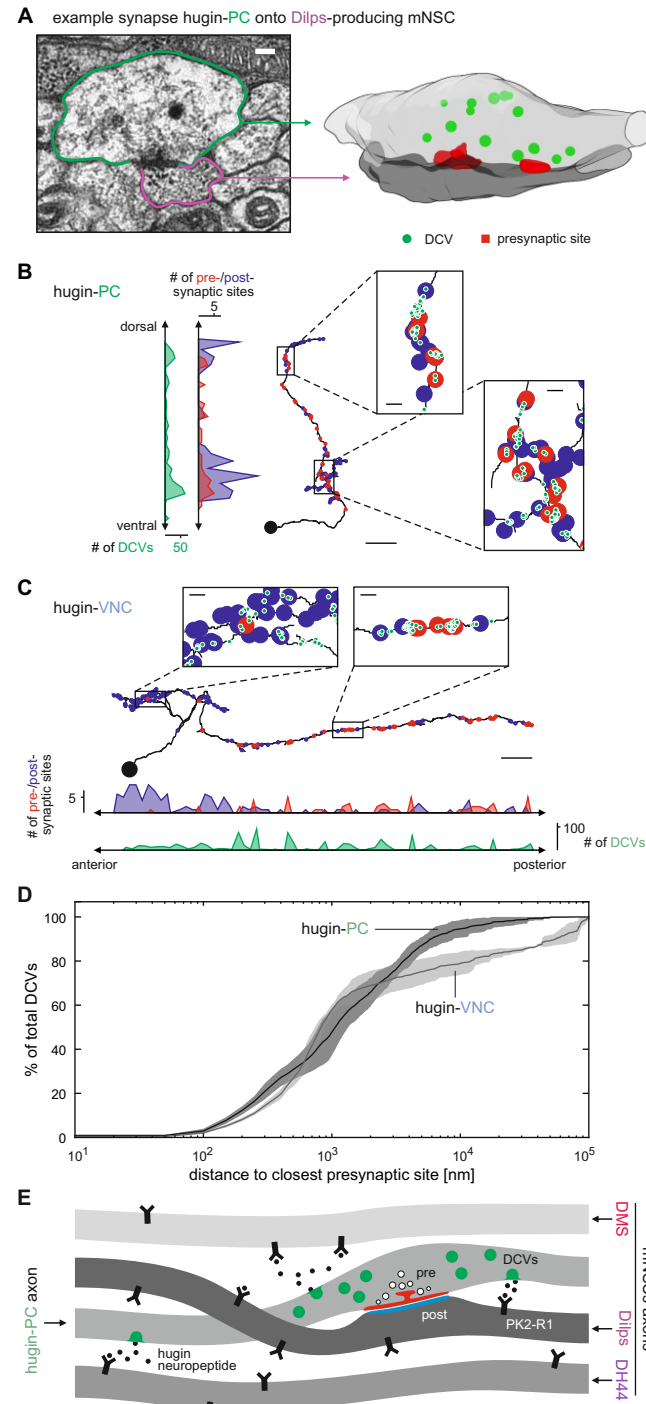 A example synapse hugin-PC onto Dilps-producing mNSC
DCV
presynaptic site
B
hugin-PC
# of pre-/post-
synaptic sites
5
dorsal
ventral
# of DCVs
50
C
hugin-VNC
# of pre-/post-
synaptic sites
5
100
# of DCVs
anterior
posterior
D
100
80
60
40
20
0
% of total DCVs
hugin-PC
hugin-VNC
10¹
10²
10³
10⁴
10⁵
distance to closest presynaptic site [nm]
E
hugin-PC axon
DCVs
pre
post
PK2-R1
hugin
neuropeptide
DMS
Dilps
DH44
mNSCs axons